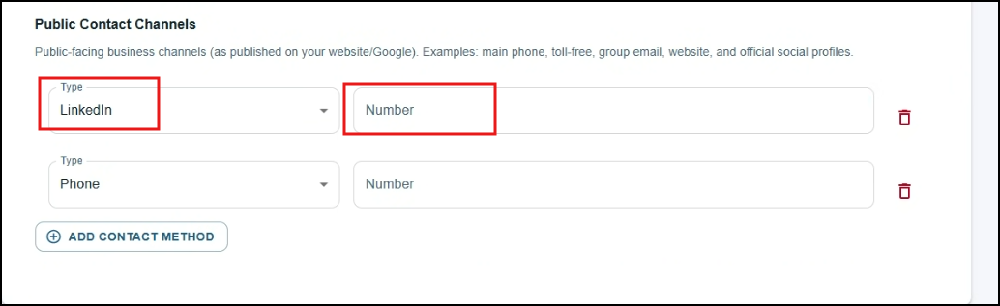 Public Contact Channels
Public-facing business channels (as published on your website/Google). Examples: main phone, toll-free, group email, website, and official social profiles.
Type
LinkedIn
Number
Type
Phone
Number
ADD CONTACT METHOD